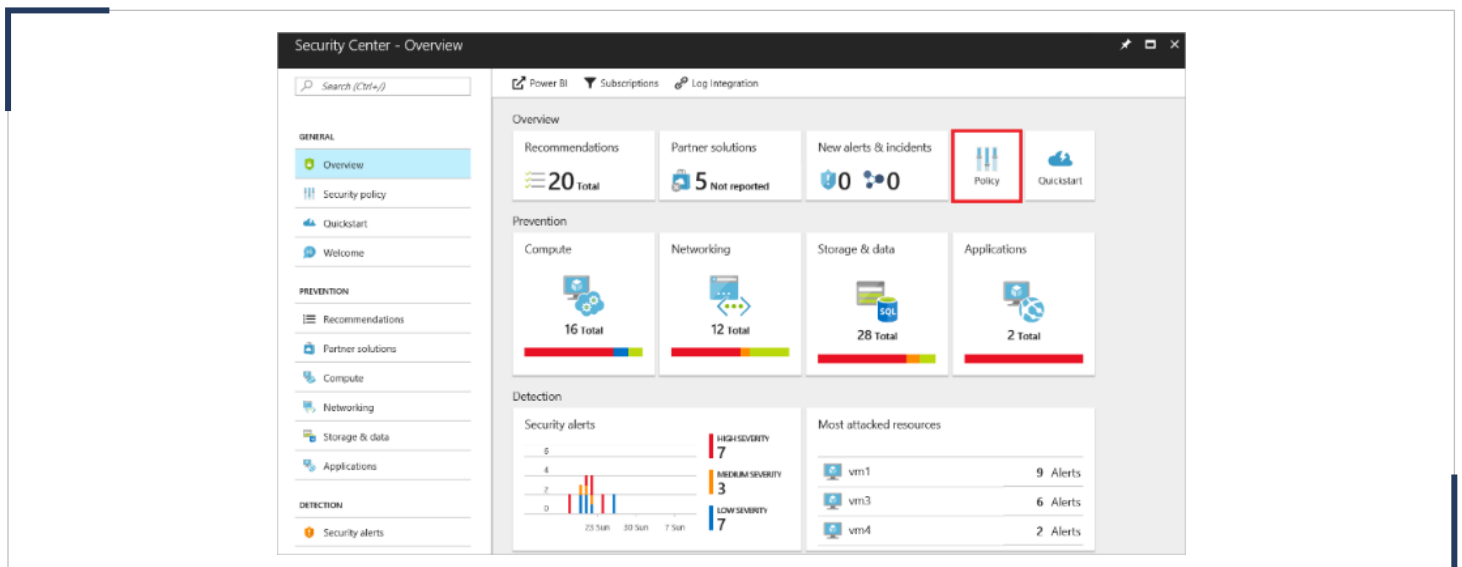 Security Center - Overview
Search (Ctrl+/)
Power BI Subscriptions Log Integration
GENERAL
Overview
Security policy
Quickstart
Welcome
PREVENTION
Recommendations
Partner solutions
Compute
Networking
Storage & data
Applications
DETECTION
Security alerts
Overview
Recommendations
20 Total
Partner solutions
5 Not reported
New alerts & incidents
0 0
Policy
Quickstart
Prevention
Compute
16 Total
Networking
12 Total
Storage & data
SQL
28 Total
Applications
2 Total
Detection
Security alerts
6
4
2
0
23 Sun 30 Sun 7 Sun
HIGH SEVERITY
7
MEDIUM SEVERITY
3
LOW SEVERITY
7
Most attacked resources
vm1 9 Alerts
vm3 6 Alerts
vm4 2 Alerts